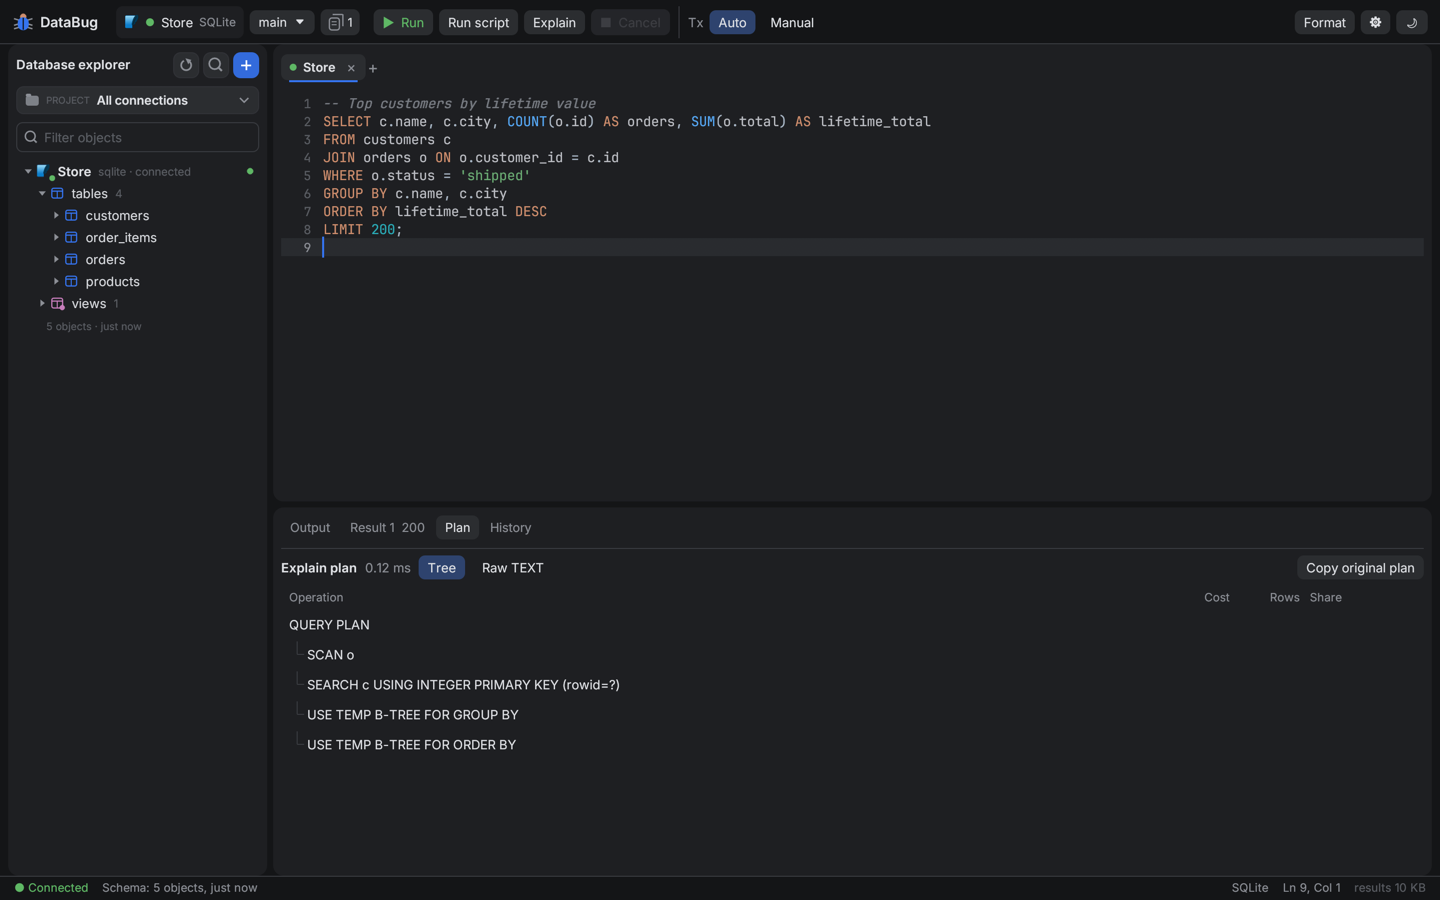 DataBug Store SQLite main 1 Run Run script Explain Cancel Tx Auto Manual Format
Database explorer
PROJECT All connections
Filter objects
Store sqlite · connected
tables 4
customers
order_items
orders
products
views 1
5 objects · just now
Store × +
1 -- Top customers by lifetime value
2 SELECT c.name, c.city, COUNT(o.id) AS orders, SUM(o.total) AS lifetime_total
3 FROM customers c
4 JOIN orders o ON o.customer_id = c.id
5 WHERE o.status = 'shipped'
6 GROUP BY c.name, c.city
7 ORDER BY lifetime_total DESC
8 LIMIT 200;
9
Output Result 1 200 Plan History
Explain plan 0.12 ms Tree Raw TEXT Copy original plan
Operation Cost Rows Share
QUERY PLAN
SCAN o
SEARCH c USING INTEGER PRIMARY KEY (rowid=?)
USE TEMP B-TREE FOR GROUP BY
USE TEMP B-TREE FOR ORDER BY
Connected Schema: 5 objects, just now SQLite Ln 9, Col 1 results 10 KB